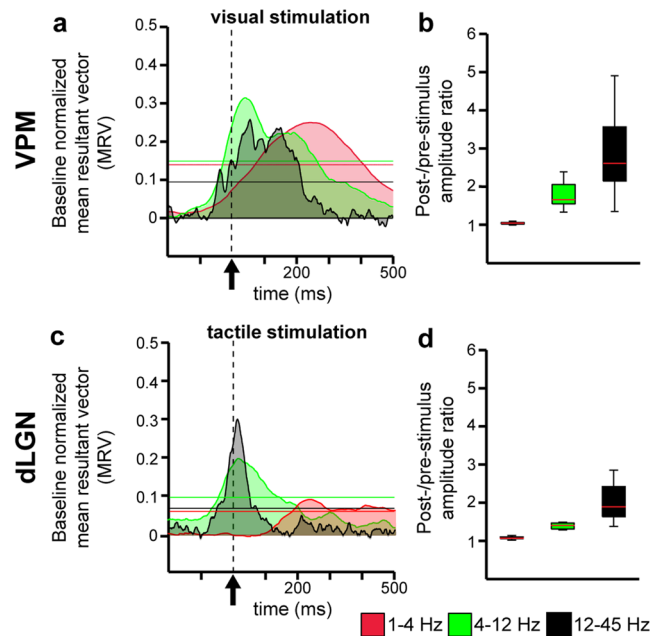 a
visual stimulation
b
VPM
Baseline normalized
mean resultant vector
(MRV)
0.5
0.4
0.3
0.2
0.1
0
200
500
time (ms)
Post-/pre-stimulus
amplitude ratio
6
5
4
3
2
1
c
tactile stimulation
d
dLGN
Baseline normalized
mean resultant vector
(MRV)
0.5
0.4
0.3
0.2
0.1
0
200
500
time (ms)
Post-/pre-stimulus
amplitude ratio
6
5
4
3
2
1
1-4 Hz 4-12 Hz 12-45 Hz